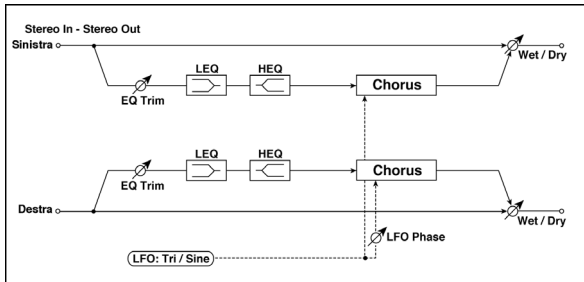 Stereo In - Stereo Out
Sinistra
Wet / Dry
LEQ
HEQ
EQ Trim
Chorus
LEQ
HEQ
EQ Trim
Chorus
Destra
Wet / Dry
LFO Phase
LFO: Tri / Sine